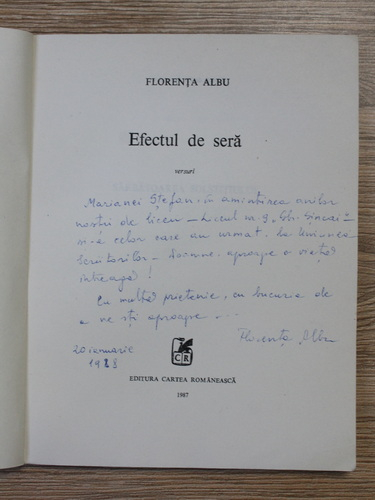 FLORENȚA ALBU
Efectul de seră
versuri
Marianei Ștefan, în amintirea anilor
noștri de liceu – Liceul nr. 9 "Gh. Șincai" –
și-a celor care au urmat, la Uniunea
Scriitorilor – Doamne, aproape o viață
întreagă!
Cu multă prietenie, cu bucuria de
a ne ști aproape...
Florența Albu
20 ianuarie
1988
CR
EDITURA CARTEA ROMÂNEASCĂ
1987